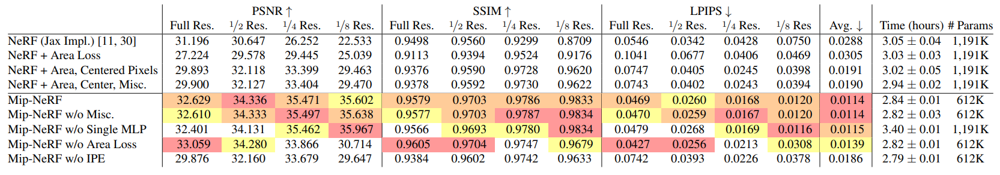 PSNR ↑ SSIM ↑ LPIPS ↓
Full Res. 1/2 Res. 1/4 Res. 1/8 Res. Full Res. 1/2 Res. 1/4 Res. 1/8 Res. Full Res. 1/2 Res. 1/4 Res. 1/8 Res Avg. ↓ Time (hours) # Params
NeRF (Jax Impl.) [11, 30] 31.196 30.647 26.252 22.533 0.9498 0.9560 0.9299 0.8709 0.0546 0.0342 0.0428 0.0750 0.0288 3.05 ± 0.04 1,191K
NeRF + Area Loss 27.224 29.578 29.445 25.039 0.9113 0.9394 0.9524 0.9176 0.1041 0.0677 0.0406 0.0469 0.0305 3.03 ± 0.03 1,191K
NeRF + Area, Centered Pixels 29.893 32.118 33.399 29.463 0.9376 0.9590 0.9728 0.9620 0.0747 0.0405 0.0245 0.0398 0.0191 3.02 ± 0.05 1,191K
NeRF + Area, Center, Misc. 29.900 32.127 33.404 29.470 0.9378 0.9592 0.9730 0.9622 0.0743 0.0402 0.0243 0.0394 0.0190 2.94 ± 0.02 1,191K
Mip-NeRF 32.629 34.336 35.471 35.602 0.9579 0.9703 0.9786 0.9833 0.0469 0.0260 0.0168 0.0120 0.0114 2.84 ± 0.01 612K
Mip-NeRF w/o Misc. 32.610 34.333 35.497 35.638 0.9577 0.9703 0.9787 0.9834 0.0470 0.0259 0.0167 0.0120 0.0114 2.82 ± 0.03 612K
Mip-NeRF w/o Single MLP 32.401 34.131 35.462 35.967 0.9566 0.9693 0.9780 0.9834 0.0479 0.0268 0.0169 0.0116 0.0115 3.40 ± 0.01 1,191K
Mip-NeRF w/o Area Loss 33.059 34.280 33.866 30.714 0.9605 0.9704 0.9747 0.9679 0.0427 0.0256 0.0213 0.0308 0.0139 2.82 ± 0.01 612K
Mip-NeRF w/o IPE 29.876 32.160 33.679 29.647 0.9384 0.9602 0.9742 0.9633 0.0742 0.0393 0.0226 0.0378 0.0186 2.79 ± 0.01 612K